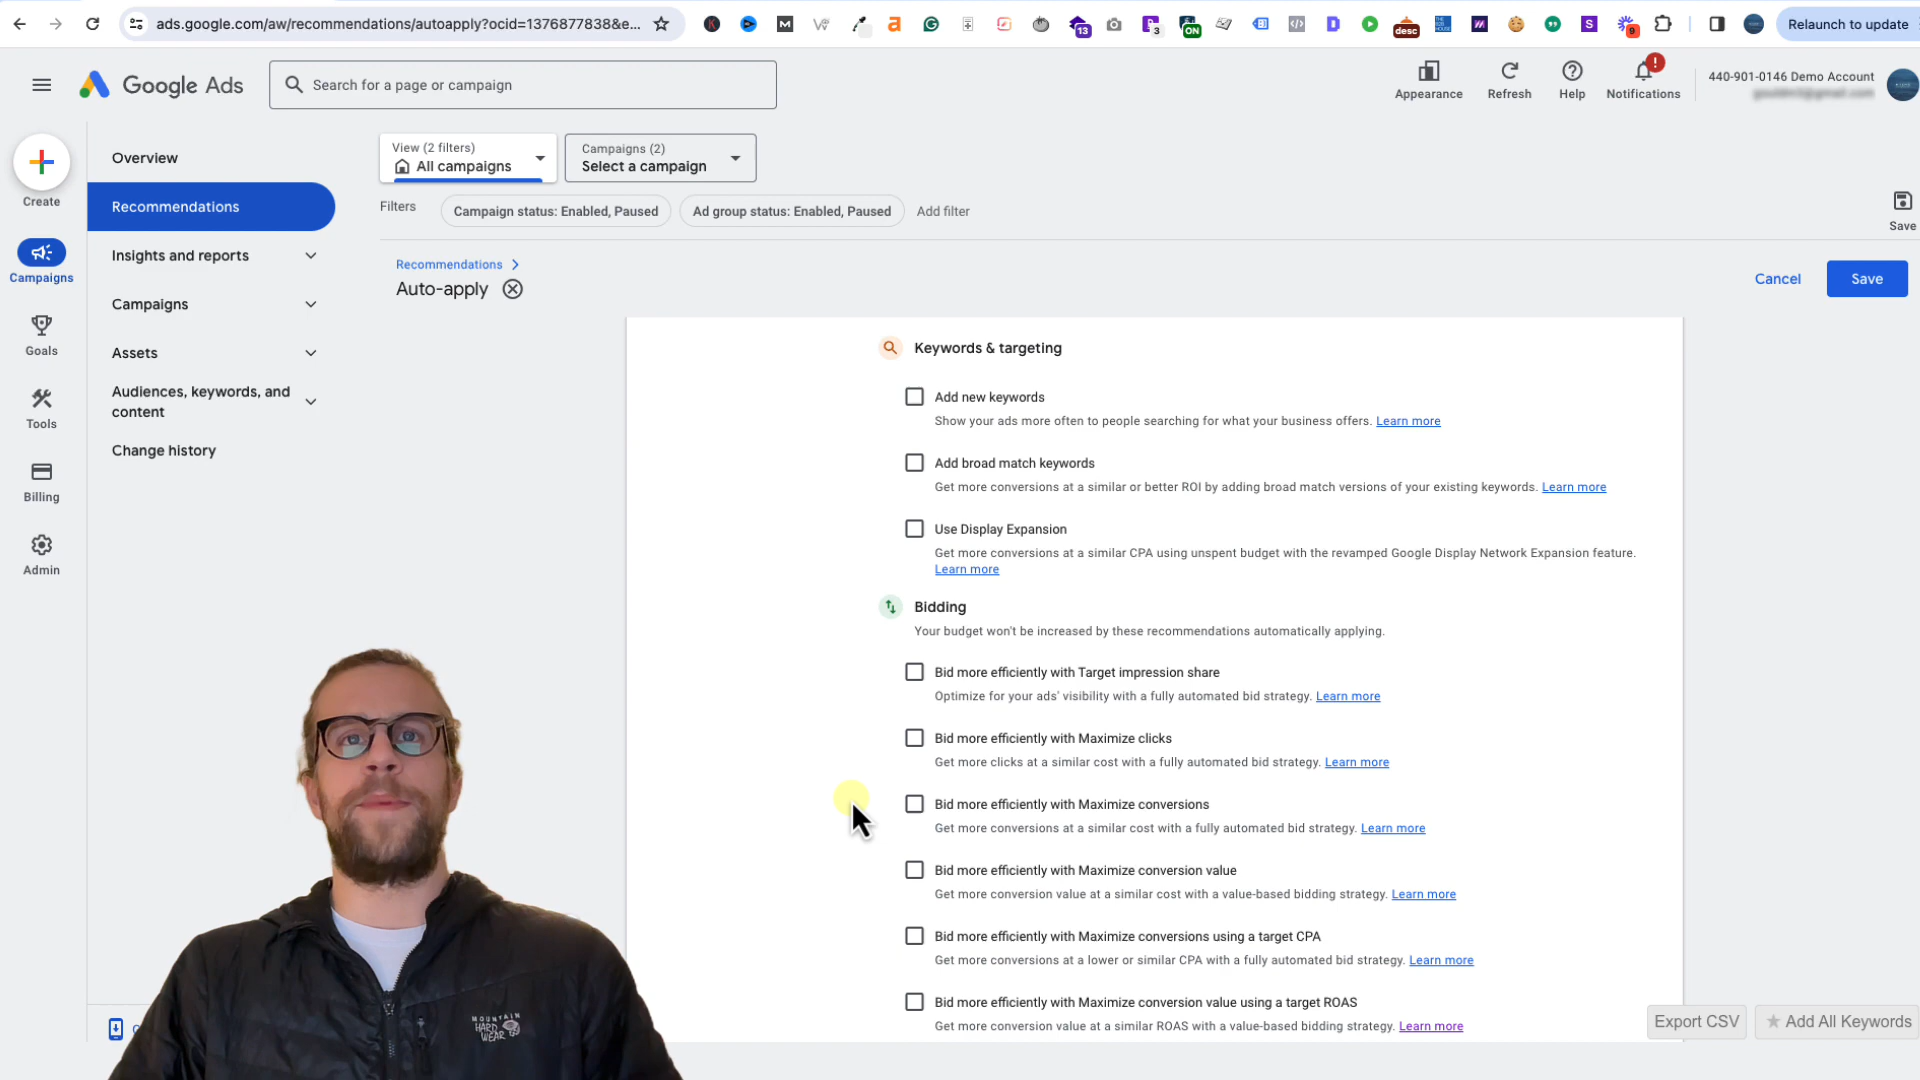 ads.google.com/aw/recommendations/autoapply?ocid=1376877838&e...
13
3
ON
desc
9
Relaunch to update
Google Ads
Search for a page or campaign
Appearance
Refresh
Help
Notifications
440-901-0146 Demo Account
Create
Campaigns
Goals
Tools
Billing
Admin
Overview
Recommendations
Insights and reports
Campaigns
Assets
Audiences, keywords, and
content
Change history
View (2 filters)
All campaigns
Campaigns (2)
Select a campaign
Filters
Campaign status: Enabled, Paused
Ad group status: Enabled, Paused
Add filter
Save
Recommendations
Auto-apply
Cancel
Save
Keywords & targeting
Add new keywords
Show your ads more often to people searching for what your business offers. Learn more
Add broad match keywords
Get more conversions at a similar or better ROI by adding broad match versions of your existing keywords. Learn more
Use Display Expansion
Get more conversions at a similar CPA using unspent budget with the revamped Google Display Network Expansion feature.
Learn more
Bidding
Your budget won't be increased by these recommendations automatically applying.
Bid more efficiently with Target impression share
Optimize for your ads' visibility with a fully automated bid strategy. Learn more
Bid more efficiently with Maximize clicks
Get more clicks at a similar cost with a fully automated bid strategy. Learn more
Bid more efficiently with Maximize conversions
Get more conversions at a similar cost with a fully automated bid strategy. Learn more
Bid more efficiently with Maximize conversion value
Get more conversion value at a similar cost with a value-based bidding strategy. Learn more
Bid more efficiently with Maximize conversions using a target CPA
Get more conversions at a lower or similar CPA with a fully automated bid strategy. Learn more
Bid more efficiently with Maximize conversion value using a target ROAS
Get more conversion value at a similar ROAS with a value-based bidding strategy. Learn more
Export CSV
Add All Keywords
MOUNTAIN
HARD
WEAR